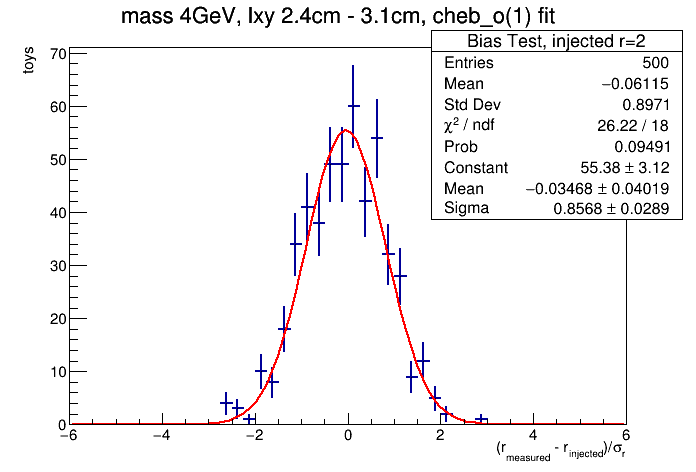 mass 4GeV, lxy 2.4cm - 3.1cm, cheb_o(1) fit
Bias Test, injected r=2
Entries 500
Mean −0.06115
Std Dev 0.8971
χ² / ndf 26.22 / 18
Prob 0.09491
Constant 55.38 ± 3.12
Mean −0.03468 ± 0.04019
Sigma 0.8568 ± 0.0289
toys
70
60
50
40
30
20
10
0
−6 −4 −2 0 2 4 6
(r_measured - r_injected)/σ_r